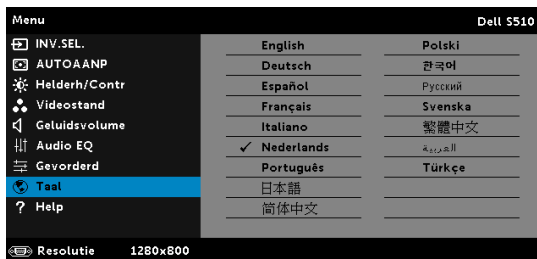 Menu Dell S510
INV.SEL. English Polski
AUTOAANP Deutsch 한국어
Helderh/Contr Español Русский
Videostand Français Svenska
Geluidsvolume Italiano 繁體中文
Audio EQ ✓ Nederlands العربية
Gevorderd Português Türkçe
Taal 日本語
? Help 简体中文
Resolutie 1280x800